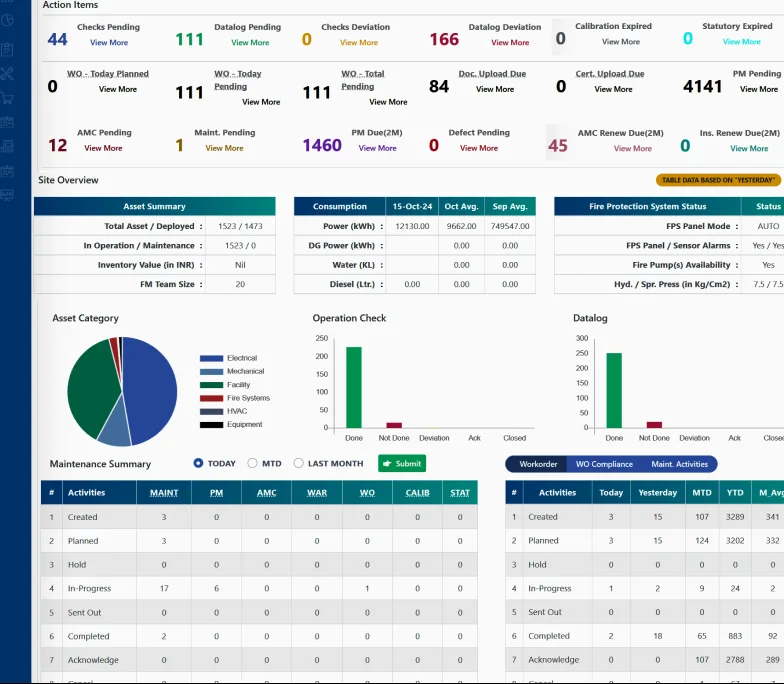 Action Items
44 Checks Pending View More
111 Datalog Pending View More
0 Checks Deviation View More
166 Datalog Deviation View More
0 Calibration Expired View More
0 Statutory Expired View More
0 WO - Today Planned View More
111 WO - Today Pending View More
111 WO - Total Pending View More
84 Doc. Upload Due View More
0 Cert. Upload Due View More
4141 PM Pending View More
12 AMC Pending View More
1 Maint. Pending View More
1460 PM Due(2M) View More
0 Defect Pending View More
45 AMC Renew Due(2M) View More
0 Ins. Renew Due(2M) View More
Site Overview
TABLE DATA BASED ON "YESTERDAY"
Asset Summary
Total Asset / Deployed : 1523 / 1473
In Operation / Maintenance : 1523 / 0
Inventory Value (in INR) : Nil
FM Team Size : 20
Consumption 15-Oct-24 Oct Avg. Sep Avg.
Power (kWh) : 12130.00 9662.00 749547.00
DG Power (kWh) : 0.00 0.00
Water (KL) : 0.00 0.00
Diesel (Ltr.) : 0.00 0.00 0.00
Fire Protection System Status Status
FPS Panel Mode : AUTO
FPS Panel / Sensor Alarms : Yes / Yes
Fire Pump(s) Availability : Yes
Hyd. / Spr. Press (in Kg/Cm2) : 7.5 / 7.5
Asset Category
Electrical
Mechanical
Facility
Fire Systems
HVAC
Equipment
Operation Check
250
200
150
100
50
0
Done Not Done Deviation Ack Closed
Datalog
300
250
200
150
100
50
0
Done Not Done Deviation Ack Closed
Maintenance Summary TODAY MTD LAST MONTH Submit
# Activities MAINT PM AMC WAR WO CALIB STAT
1 Created 3 0 0 0 0 0 0
2 Planned 3 0 0 0 0 0 0
3 Hold 0 0 0 0 0 0 0
4 In-Progress 17 6 0 0 1 0 0
5 Sent Out 0 0 0 0 0 0 0
6 Completed 2 0 0 0 0 0 0
7 Acknowledge 0 0 0 0 0 0 0
Workorder WO Compliance Maint. Activities
# Activities Today Yesterday MTD YTD M_Avg
1 Created 3 15 107 3289 341
2 Planned 3 15 124 3202 332
3 Hold 0 0 0 0 0
4 In-Progress 1 2 9 24 2
5 Sent Out 0 0 0 0 0
6 Completed 2 18 65 883 92
7 Acknowledge 0 0 107 2788 289